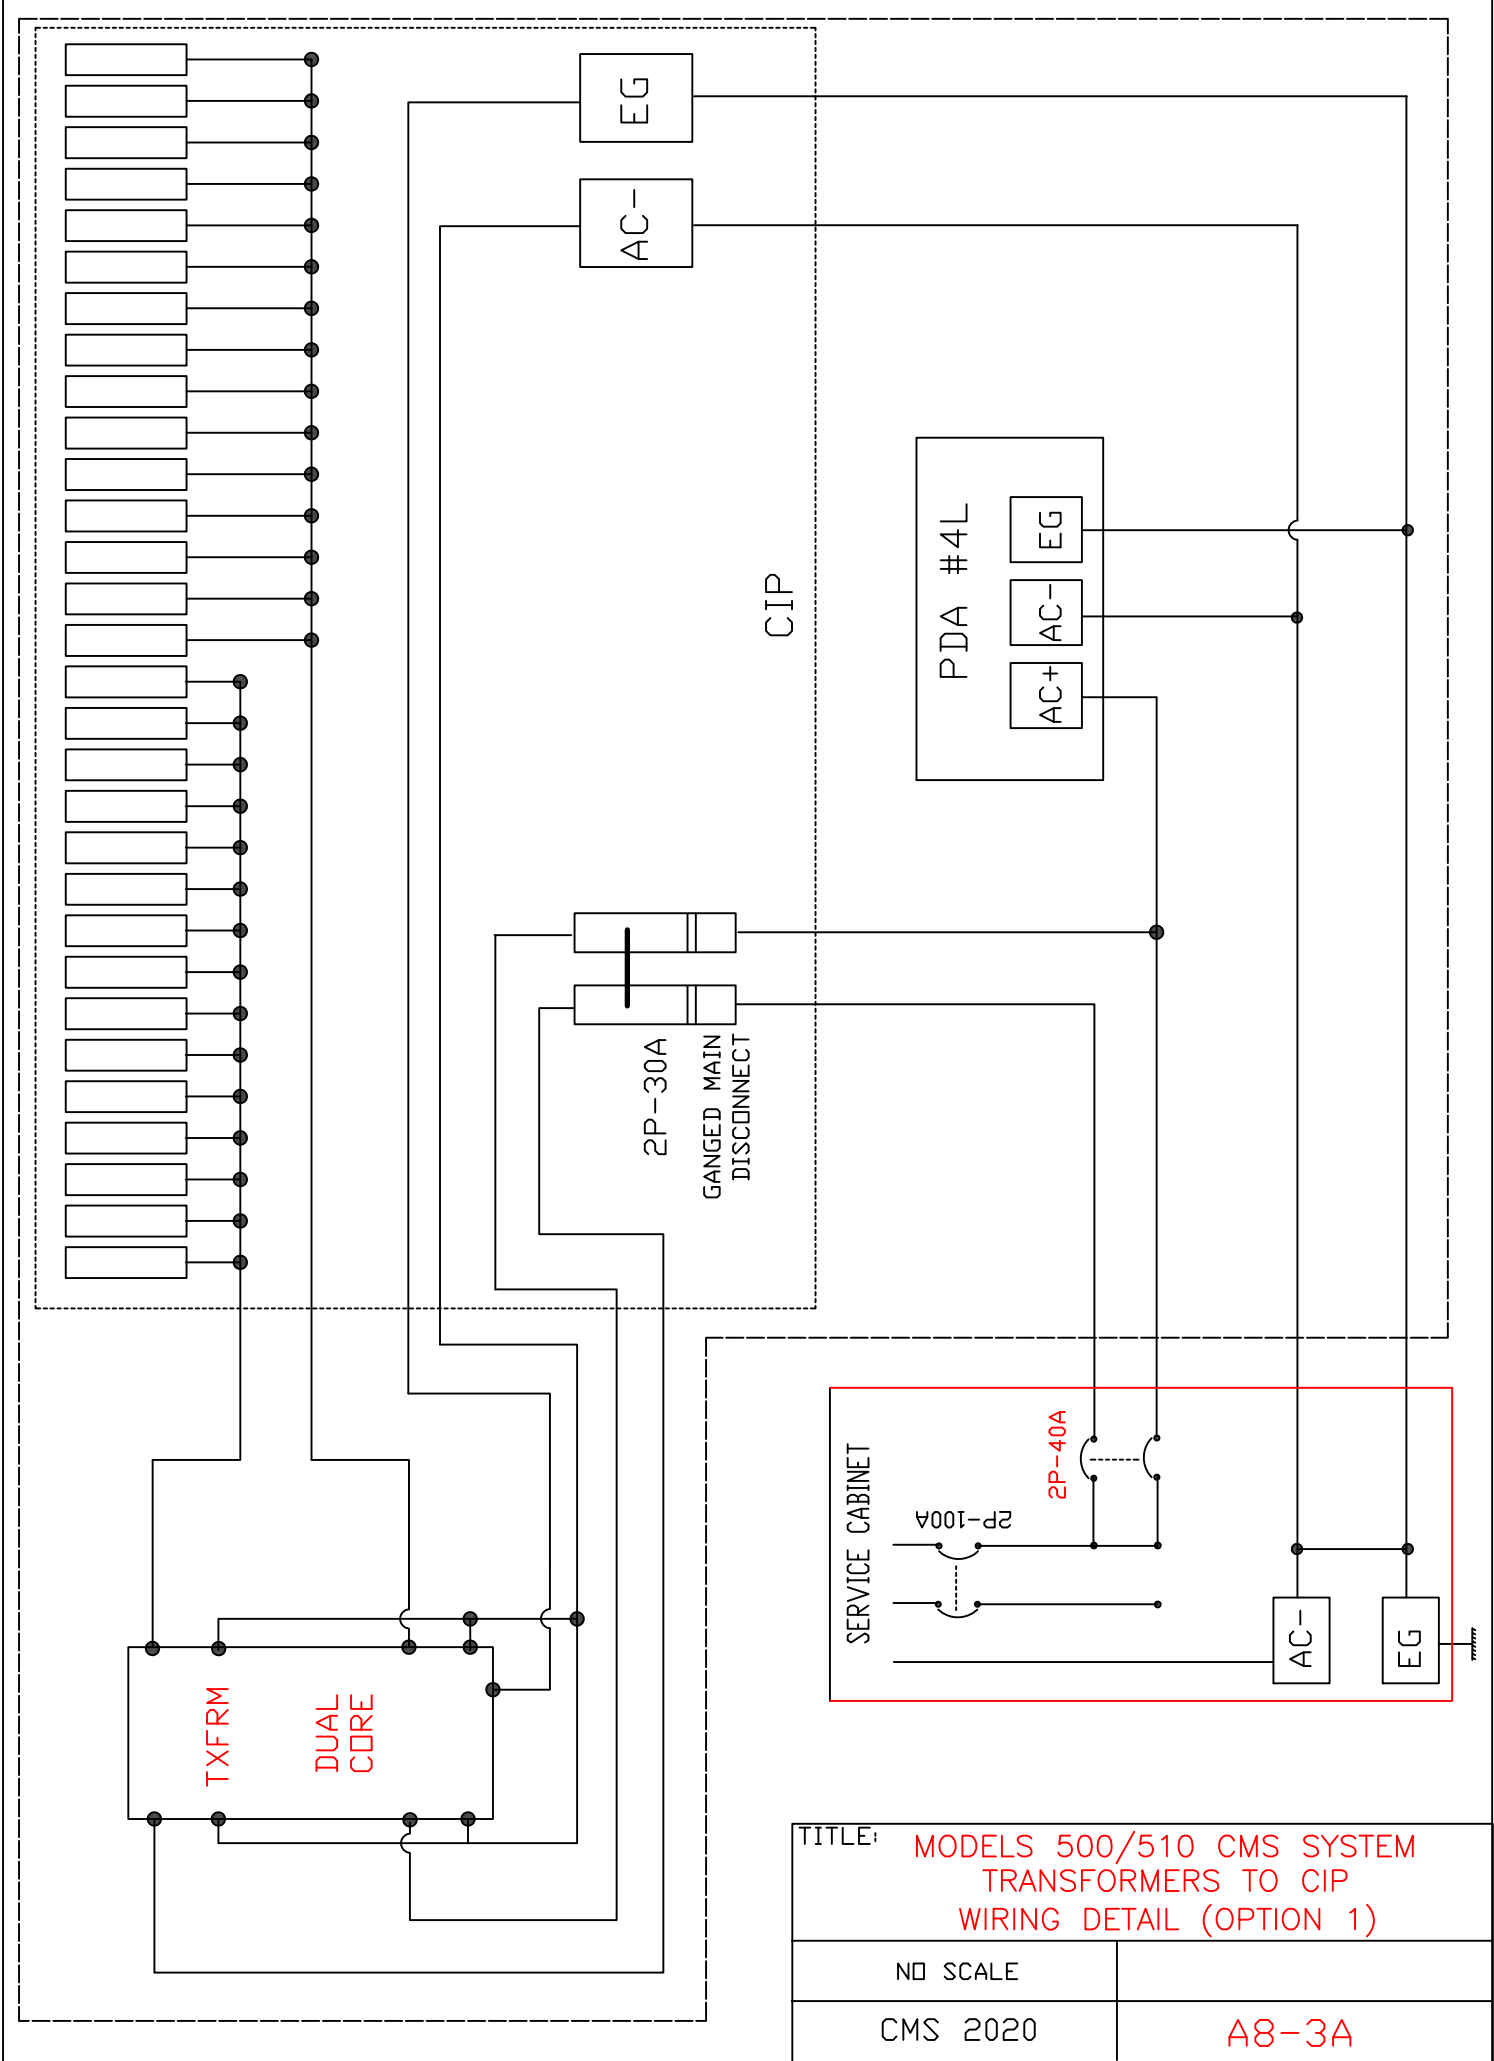 EG
AC-
CIP
PDA #4L
EG
AC-
AC+
2P-30A
GANGED MAIN
DISCONNECT
SERVICE CABINET
2P-40A
2P-100A
AC-
EG
TXFRM
DUAL
CORE
TITLE:
MODELS 500/510 CMS SYSTEM
TRANSFORMERS TO CIP
WIRING DETAIL (OPTION 1)
NO SCALE
CMS 2020
A8-3A